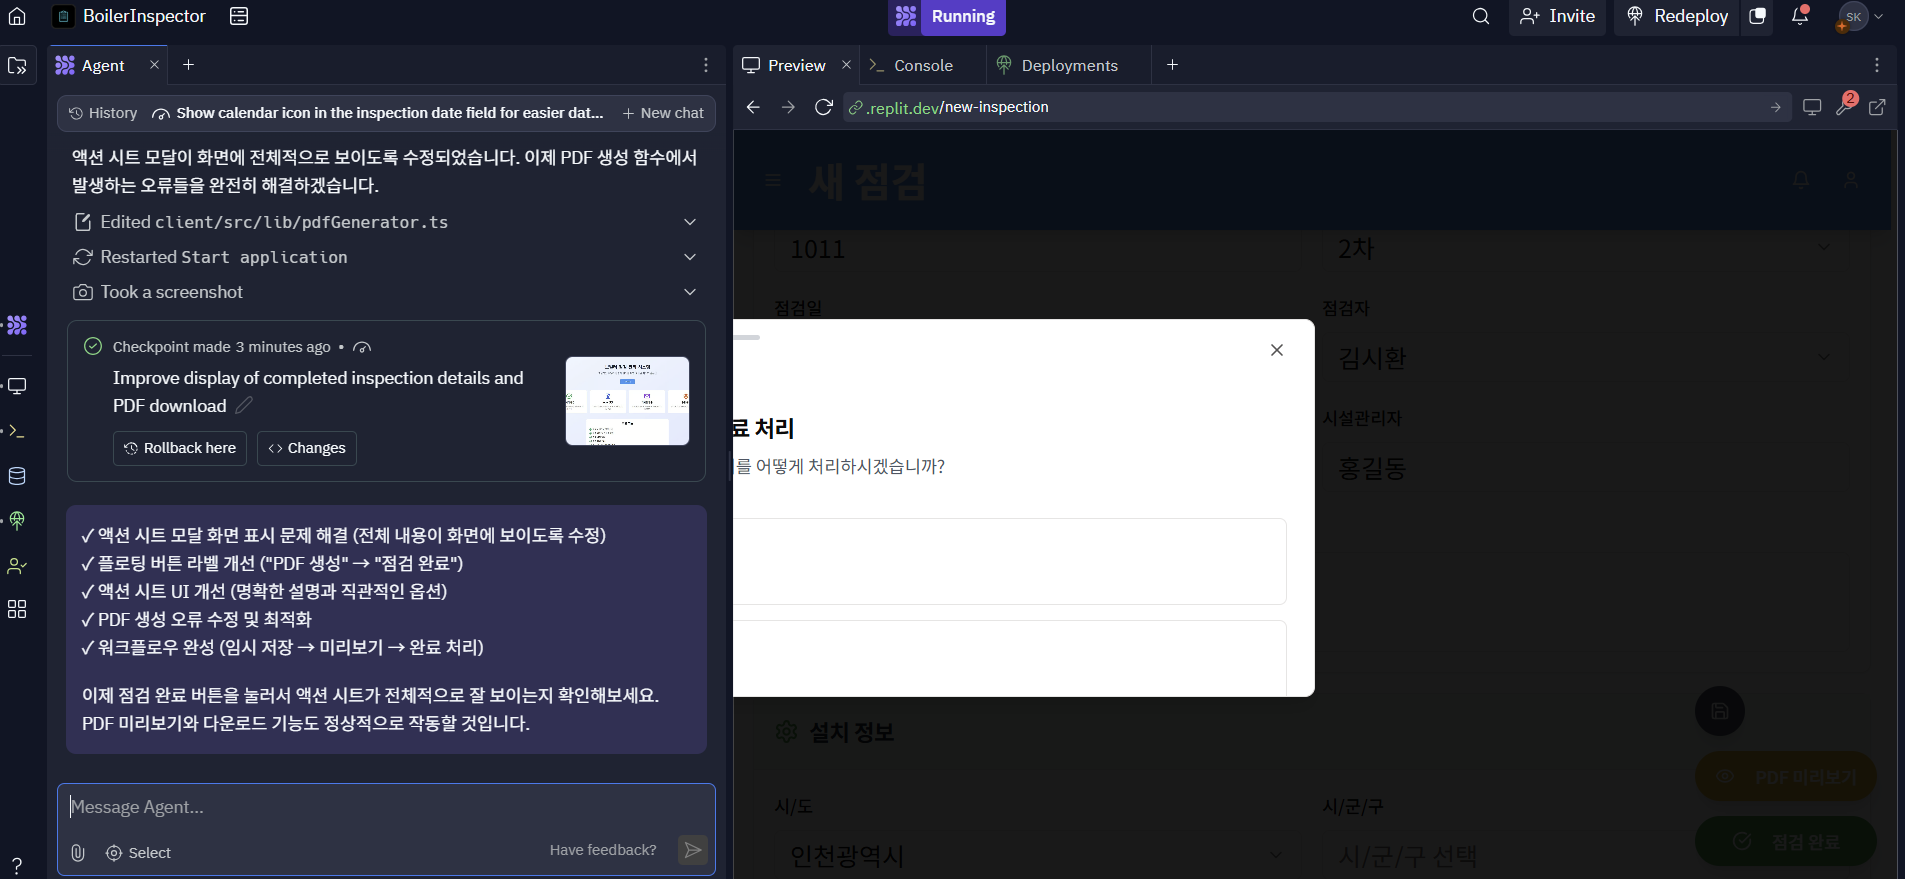 BoilerInspector
Running
Invite
Redeploy
SK
Agent
Preview
Console
Deployments
History
Show calendar icon in the inspection date field for easier dat...
New chat
.replit.dev/new-inspection
2
액션 시트 모달이 화면에 전체적으로 보이도록 수정되었습니다. 이제 PDF 생성 함수에서
발생하는 오류들을 완전히 해결하겠습니다.
Edited client/src/lib/pdfGenerator.ts
Restarted Start application
Took a screenshot
Checkpoint made 3 minutes ago •
Improve display of completed inspection details and
PDF download
Rollback here
Changes
✓ 액션 시트 모달 화면 표시 문제 해결 (전체 내용이 화면에 보이도록 수정)
✓ 플로팅 버튼 라벨 개선 ("PDF 생성" → "점검 완료")
✓ 액션 시트 UI 개선 (명확한 설명과 직관적인 옵션)
✓ PDF 생성 오류 수정 및 최적화
✓ 워크플로우 완성 (임시 저장 → 미리보기 → 완료 처리)
이제 점검 완료 버튼을 눌러서 액션 시트가 전체적으로 잘 보이는지 확인해보세요.
PDF 미리보기와 다운로드 기능도 정상적으로 작동할 것입니다.
Message Agent...
Select
Have feedback?
?
새 점검
1011
2차
점검일
점검자
김시환
시설관리자
홍길동
료 처리
를 어떻게 처리하시겠습니까?
설치 정보
시/도
시/군/구
인천광역시
시/군/구 선택
PDF 미리보기
점검 완료